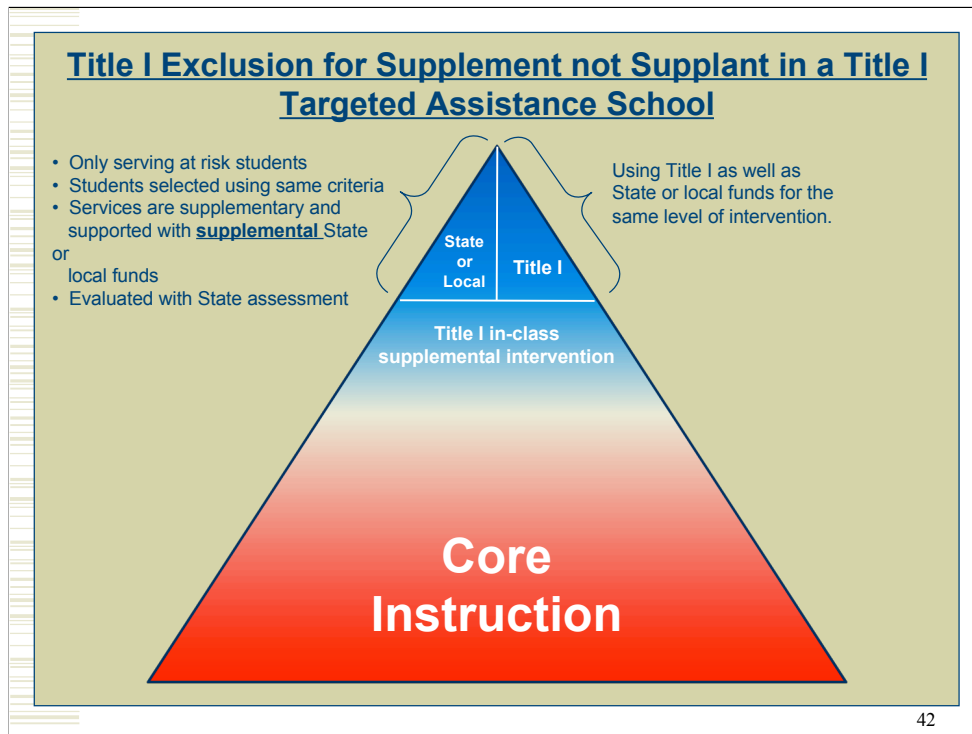 Title I Exclusion for Supplement not Supplant in a Title I
Targeted Assistance School
• Only serving at risk students
• Students selected using same criteria
• Services are supplementary and
supported with supplemental State
or
local funds
• Evaluated with State assessment
Using Title I as well as
State or local funds for the
same level of intervention.
State
or
Local
Title I
Title I in-class
supplemental intervention
Core
Instruction
42